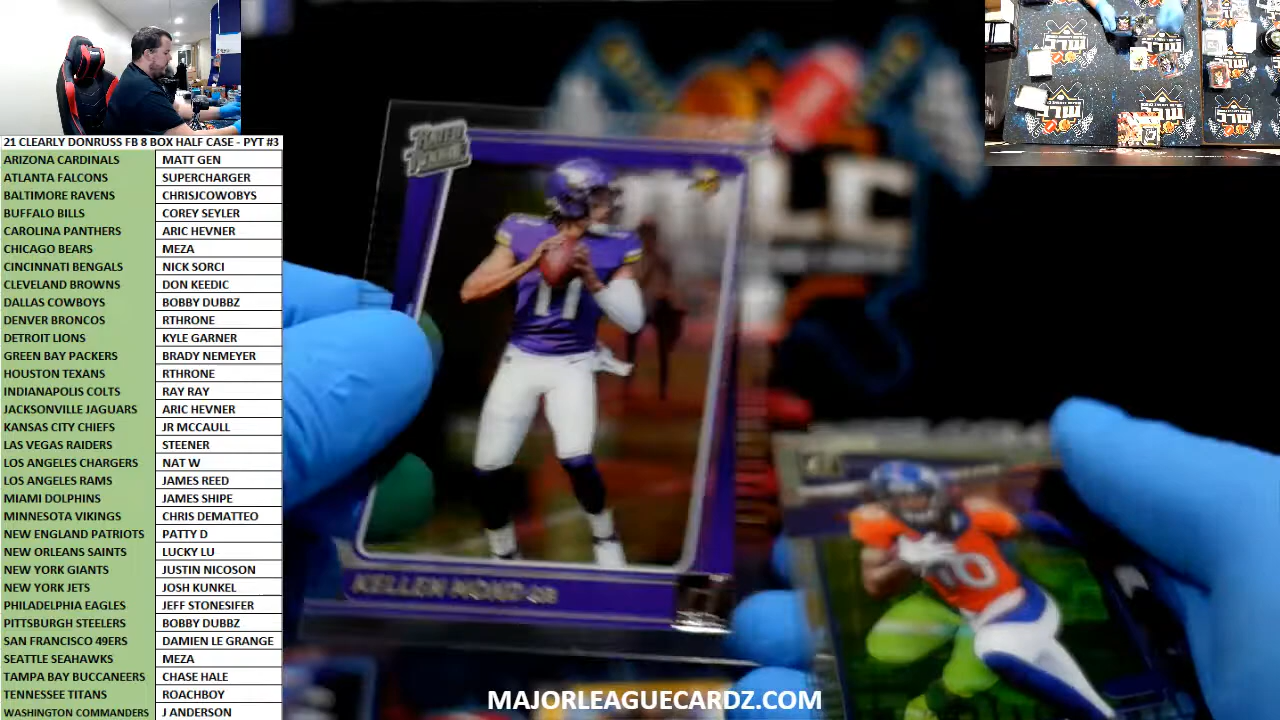 21 CLEARLY DONRUSS FB 8 BOX HALF CASE - PYT #3
ARIZONA CARDINALS MATT GEN
ATLANTA FALCONS SUPERCHARGER
BALTIMORE RAVENS CHRISJCOWOBYS
BUFFALO BILLS COREY SEYLER
CAROLINA PANTHERS ARIC HEVNER
CHICAGO BEARS MEZA
CINCINNATI BENGALS NICK SORCI
CLEVELAND BROWNS DON KEEDIC
DALLAS COWBOYS BOBBY DUBBZ
DENVER BRONCOS RTHRONE
DETROIT LIONS KYLE GARNER
GREEN BAY PACKERS BRADY NEMEYER
HOUSTON TEXANS RTHRONE
INDIANAPOLIS COLTS RAY RAY
JACKSONVILLE JAGUARS ARIC HEVNER
KANSAS CITY CHIEFS JR MCCAULL
LAS VEGAS RAIDERS STEENER
LOS ANGELES CHARGERS NAT W
LOS ANGELES RAMS JAMES REED
MIAMI DOLPHINS JAMES SHIPE
MINNESOTA VIKINGS CHRIS DEMATTEO
NEW ENGLAND PATRIOTS PATTY D
NEW ORLEANS SAINTS LUCKY LU
NEW YORK GIANTS JUSTIN NICOSON
NEW YORK JETS JOSH KUNKEL
PHILADELPHIA EAGLES JEFF STONESIFER
PITTSBURGH STEELERS BOBBY DUBBZ
SAN FRANCISCO 49ERS DAMIEN LE GRANGE
SEATTLE SEAHAWKS MEZA
TAMPA BAY BUCCANEERS CHASE HALE
TENNESSEE TITANS ROACHBOY
WASHINGTON COMMANDERS J ANDERSON
RATED ROOKIE
11
KELLEN MOND QB
MLC
MAJORLEAGUECARDZ.COM